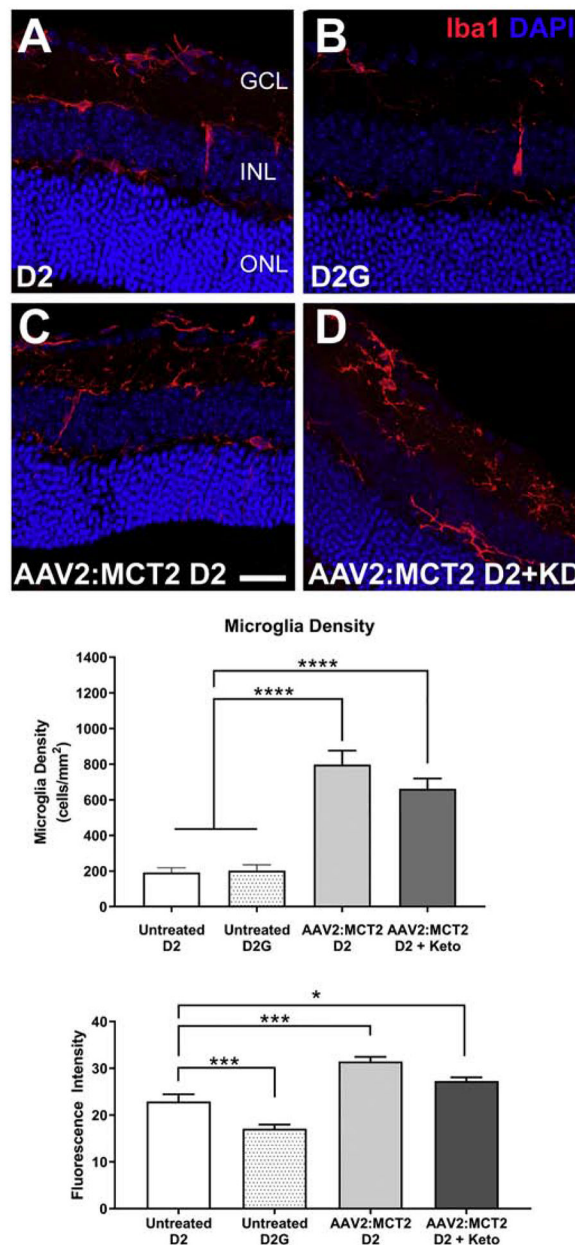 A
B
Iba1 DAPI
GCL
INL
ONL
D2
D2G
C
D
AAV2:MCT2 D2
AAV2:MCT2 D2+KD
Microglia Density
1400
1200
1000
800
600
400
200
0
Microglia Density
(cells/mm²)
****
****
Untreated
D2
Untreated
D2G
AAV2:MCT2
D2
AAV2:MCT2
D2 + Keto
40
30
20
10
0
Fluorescence Intensity
*
***
***
Untreated
D2
Untreated
D2G
AAV2:MCT2
D2
AAV2:MCT2
D2 + Keto